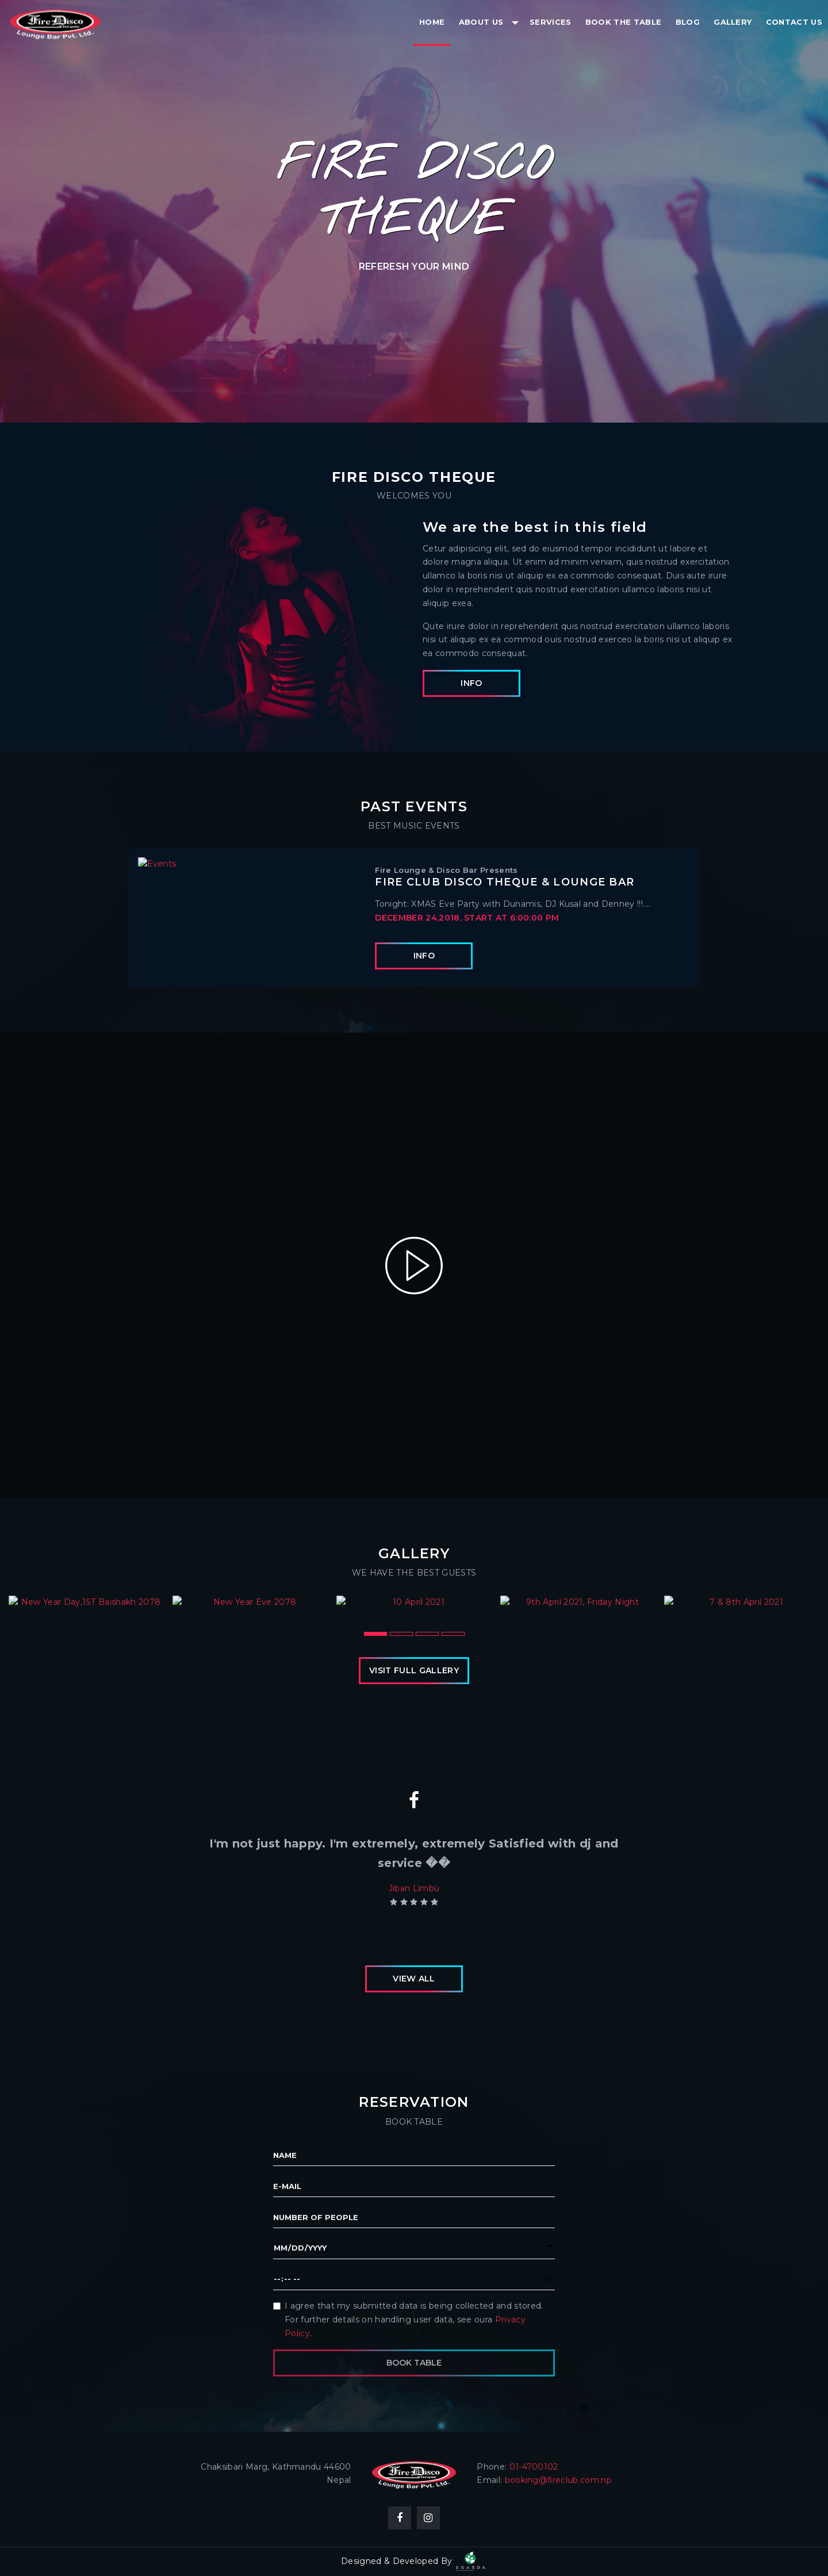 Fire Disco
Lounge Bar Pvt. Ltd.
HOME ABOUT US SERVICES BOOK THE TABLE BLOG GALLERY CONTACT US
FIRE DISCO
THEQUE
REFERESH YOUR MIND
FIRE DISCO THEQUE
WELCOMES YOU
We are the best in this field
Cetur adipisicing elit, sed do eiusmod tempor incididunt ut labore et
dolore magna aliqua. Ut enim ad minim veniam, quis nostrud exercitation
ullamco la boris nisi ut aliquip ex ea commodo consequat. Duis aute irure
dolor in reprehenderit quis nostrud exercitation ullamco laboris nisi ut
aliquip exea.
Qute irure dolor in reprehenderit quis nostrud exercitation ullamco laboris
nisi ut aliquip ex ea commod ouis nostrud exerceo la boris nisi ut aliquip ex
ea commodo consequat.
INFO
PAST EVENTS
BEST MUSIC EVENTS
Events
Fire Lounge & Disco Bar Presents
FIRE CLUB DISCO THEQUE & LOUNGE BAR
Tonight: XMAS Eve Party with Dunamis, DJ Kusal and Denney !!!....
DECEMBER 24,2018, START AT 6:00:00 PM
INFO
GALLERY
WE HAVE THE BEST GUESTS
New Year Day,1ST Baishakh 2078 New Year Eve 2078 10 April 2021 9th April 2021, Friday Night 7 & 8th April 2021
VISIT FULL GALLERY
I'm not just happy. I'm extremely, extremely Satisfied with dj and
service ��
Jiban Limbù
VIEW ALL
RESERVATION
BOOK TABLE
NAME
E-MAIL
NUMBER OF PEOPLE
MM/DD/YYYY
--:-- --
I agree that my submitted data is being collected and stored.
For further details on handling user data, see oura Privacy
Policy.
BOOK TABLE
Chaksibari Marg, Kathmandu 44600
Nepal
Fire Disco
Lounge Bar Pvt. Ltd.
Phone: 01-4700102
Email: booking@fireclub.com.np
Designed & Developed By